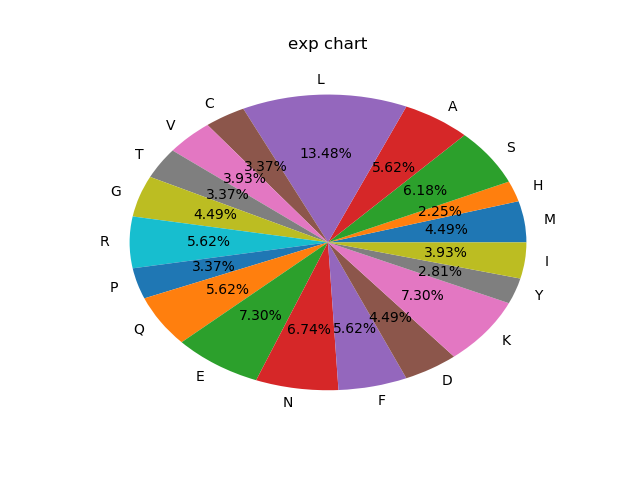 exp chart
L
C
A
V
S
T
H
G
M
R
I
P
Y
Q
K
E
D
N
F
13.48%
3.37%
5.62%
3.93%
6.18%
3.37%
2.25%
4.49%
4.49%
5.62%
3.93%
3.37%
2.81%
5.62%
7.30%
7.30%
4.49%
6.74%
5.62%